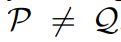 𝒫 ≠ 𝒬